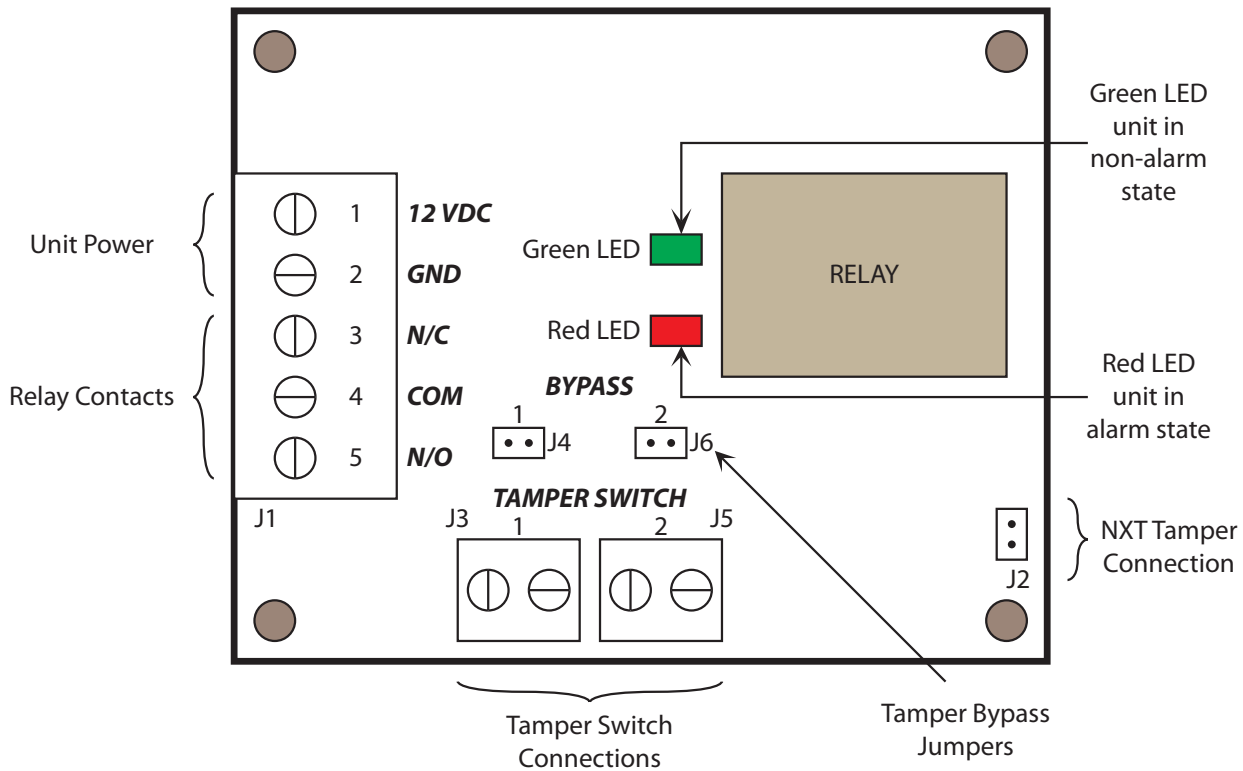 Green LED
unit in
non-alarm
state
Unit Power
1 12 VDC
2 GND
Green LED
RELAY
Relay Contacts
3 N/C
4 COM
5 N/O
Red LED
Red LED
unit in
alarm state
BYPASS
1
J4
2
J6
TAMPER SWITCH
J1
J3
1
2
J5
NXT Tamper
Connection
J2
Tamper Switch
Connections
Tamper Bypass
Jumpers